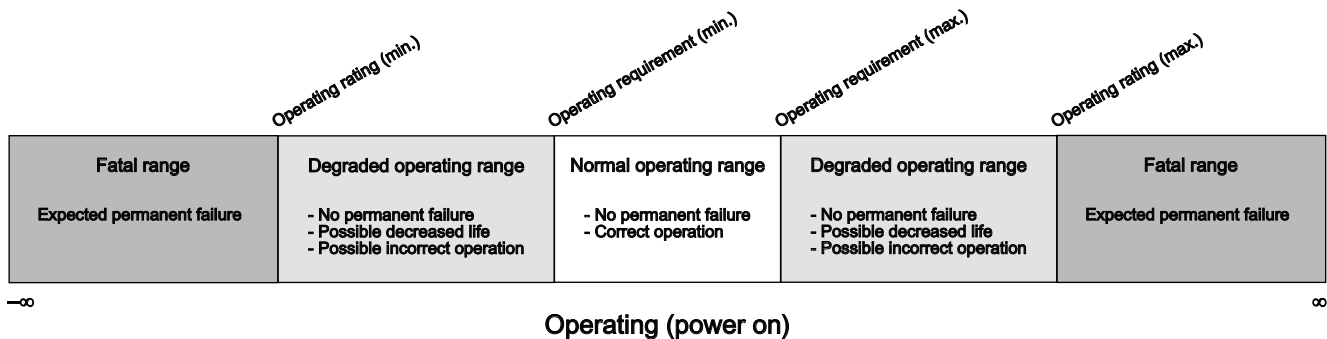 Operating rating (min.)
Operating requirement (min.)
Operating requirement (max.)
Operating rating (max.)
Fatal range
Expected permanent failure
Degraded operating range
- No permanent failure
- Possible decreased life
- Possible incorrect operation
Normal operating range
- No permanent failure
- Correct operation
Degraded operating range
- No permanent failure
- Possible decreased life
- Possible incorrect operation
Fatal range
Expected permanent failure
–∞
∞
Operating (power on)